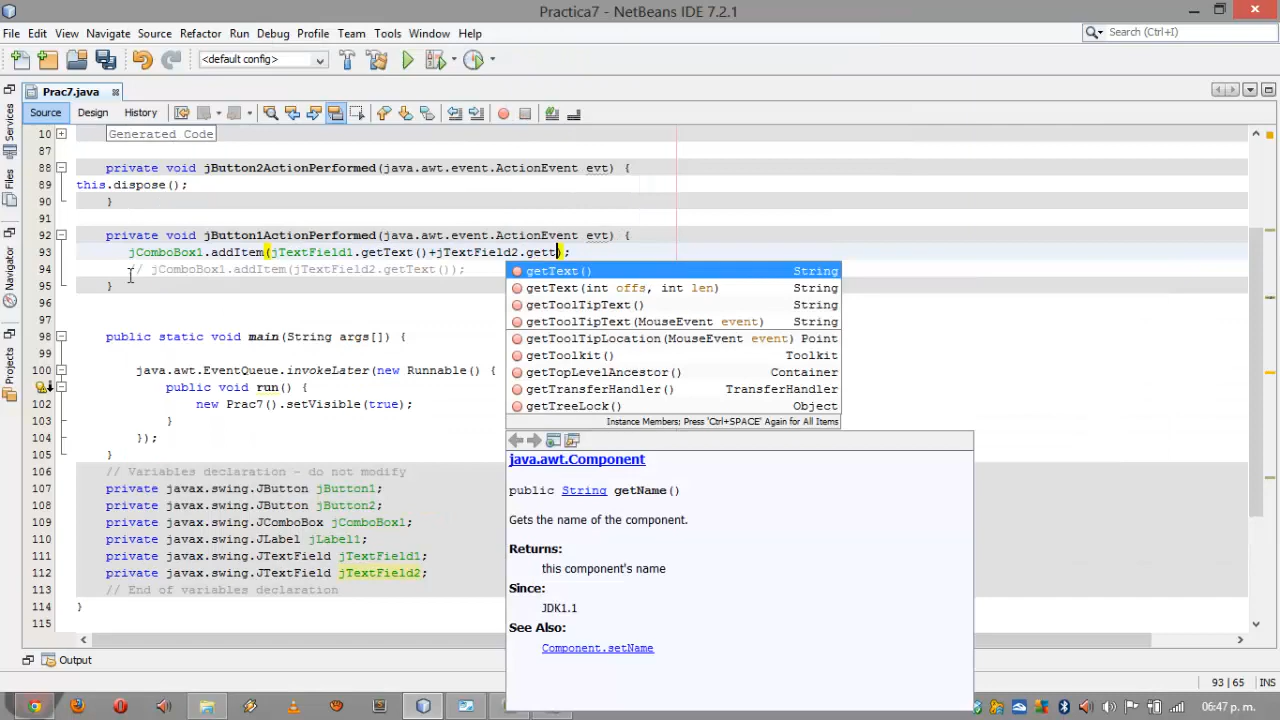 Practica7 - NetBeans IDE 7.2.1
File Edit View Navigate Source Refactor Run Debug Profile Team Tools Window Help
Search (Ctrl+I)
<default config>
Prac7.java
Source Design History
Services
Files
Projects
10 Generated Code
87
88 private void jButton2ActionPerformed(java.awt.event.ActionEvent evt) {
89 this.dispose();
90 }
91
92 private void jButton1ActionPerformed(java.awt.event.ActionEvent evt) {
93 jComboBox1.addItem(jTextField1.getText()+jTextField2.gett);
94 // jComboBox1.addItem(jTextField2.getText());
95 }
96
97
98 public static void main(String args[]) {
99
100 java.awt.EventQueue.invokeLater(new Runnable() {
public void run() {
102 new Prac7().setVisible(true);
103 }
104 });
105 }
106 // Variables declaration - do not modify
107 private javax.swing.JButton jButton1;
108 private javax.swing.JButton jButton2;
109 private javax.swing.JComboBox jComboBox1;
110 private javax.swing.JLabel jLabel1;
111 private javax.swing.JTextField jTextField1;
112 private javax.swing.JTextField jTextField2;
113 // End of variables declaration
114 }
115
getText() String
getText(int offs, int len) String
getToolTipText() String
getToolTipText(MouseEvent event) String
getToolTipLocation(MouseEvent event) Point
getToolkit() Toolkit
getTopLevelAncestor() Container
getTransferHandler() TransferHandler
getTreeLock() Object
Instance Members; Press 'Ctrl+SPACE' Again for All Items
java.awt.Component
public String getName()
Gets the name of the component.
Returns:
this component's name
Since:
JDK1.1
See Also:
Component.setName
Output
93 | 65 INS
06:47 p. m.